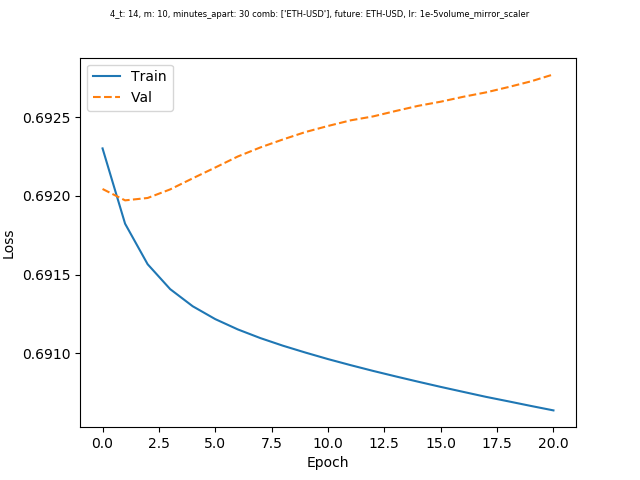 4_t: 14, m: 10, minutes_apart: 30 comb: ['ETH-USD'], future: ETH-USD, lr: 1e-5volume_mirror_scaler
Train
Val
0.6925
0.6920
0.6915
0.6910
Loss
0.0 2.5 5.0 7.5 10.0 12.5 15.0 17.5 20.0
Epoch